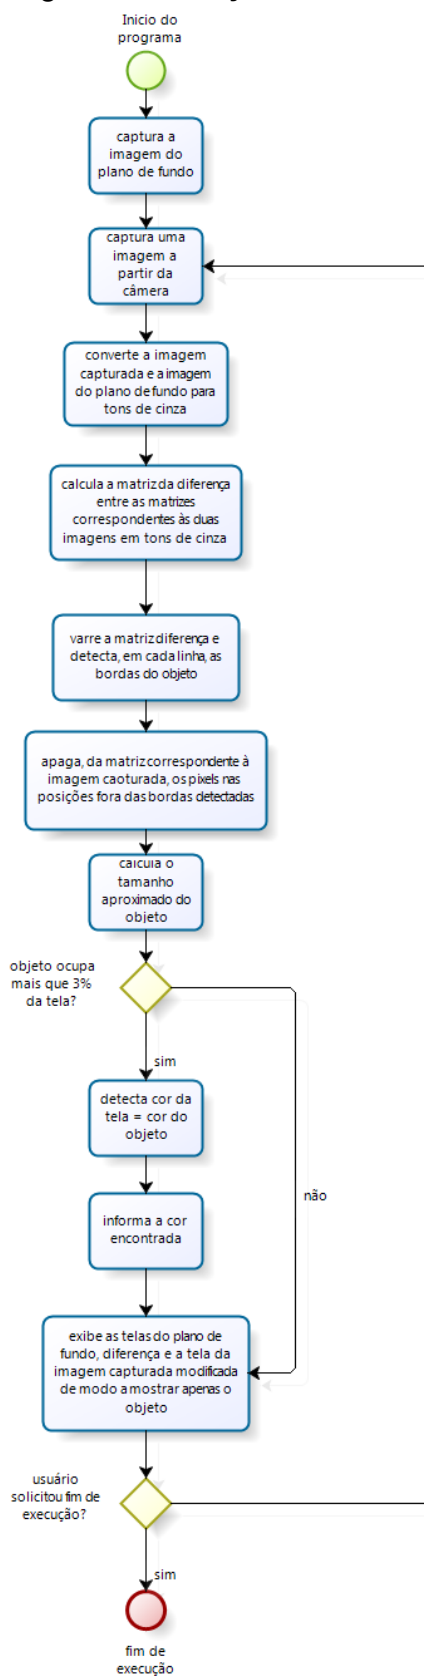 Inicio do
programa
captura a
imagem do
plano de fundo
captura uma
imagem a
partir da
câmera
converte a imagem
capturada e a imagem
do plano de fundo para
tons de cinza
calcula a matriz da diferença
entre as matrizes
correspondentes às duas
imagens em tons de cinza
varre a matriz diferença e
detecta, em cada linha, as
bordas do objeto
apaga, da matriz correspondente à
imagem caoturada, os pixels nas
posições fora das bordas detectadas
calcula o
tamanho
aproximado do
objeto
objeto ocupa
mais que 3%
da tela?
sim
detecta cor da
tela = cor do
objeto
não
informa a cor
encontrada
exibe as telas do plano de
fundo, diferença e a tela da
imagem capturada modificada
de modo a mostrar apenas o
objeto
usuário
solicitou fim de
execução?
sim
fim de
execução